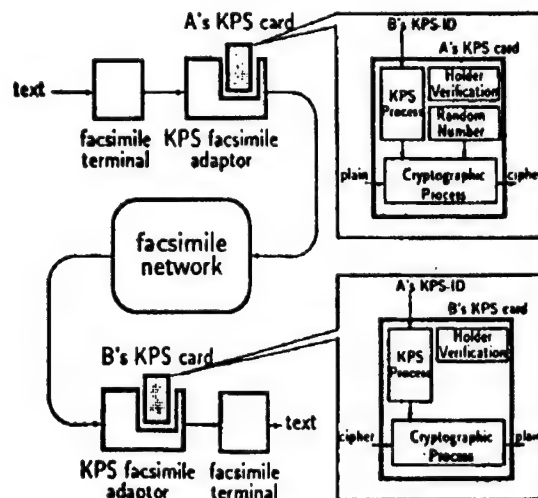 A's KPS card
text
facsimile
terminal
KPS facsimile
adaptor
B's KPS-ID
A's KPS card
KPS
Process
Holder
Verification
Random
Number
plain
Cryptographic
Process
cipher
facsimile
network
B's KPS card
text
KPS facsimile
adaptor
facsimile
terminal
A's KPS-ID
B's KPS card
KPS
Process
Holder
Verification
cipher
Cryptographic
Process
plain